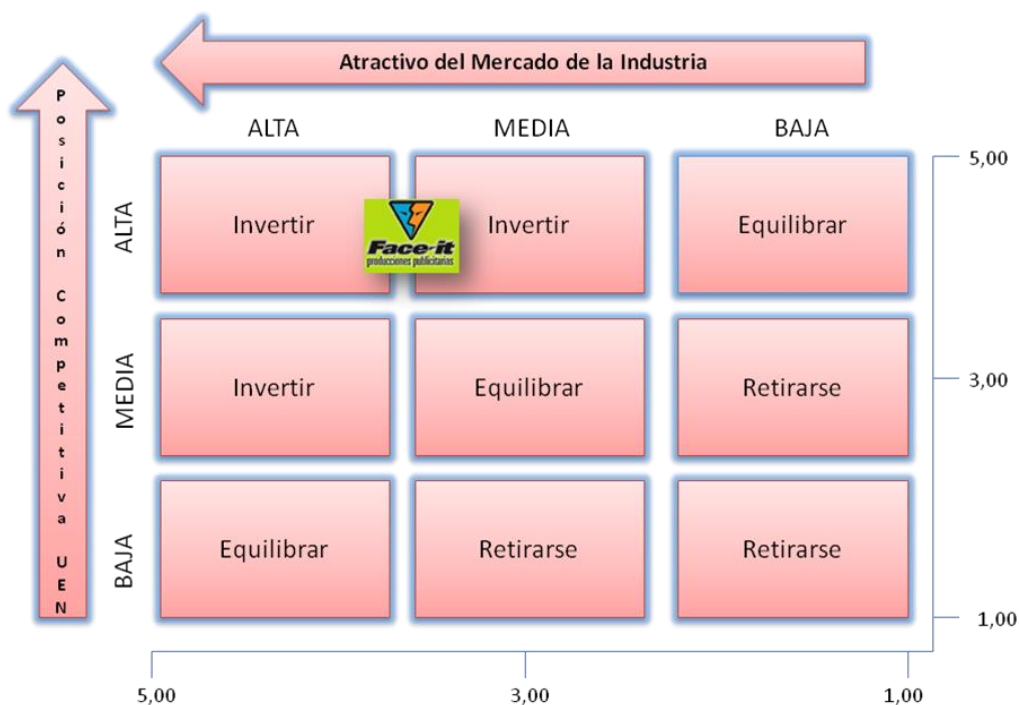 Atractivo del Mercado de la Industria
Posición Competitiva UEN
ALTA MEDIA BAJA
5,00
ALTA
Invertir
Face-it
producciones publicitarias
Invertir
Equilibrar
MEDIA
Invertir
Equilibrar
Retirarse
3,00
BAJA
Equilibrar
Retirarse
Retirarse
1,00
5,00 3,00 1,00